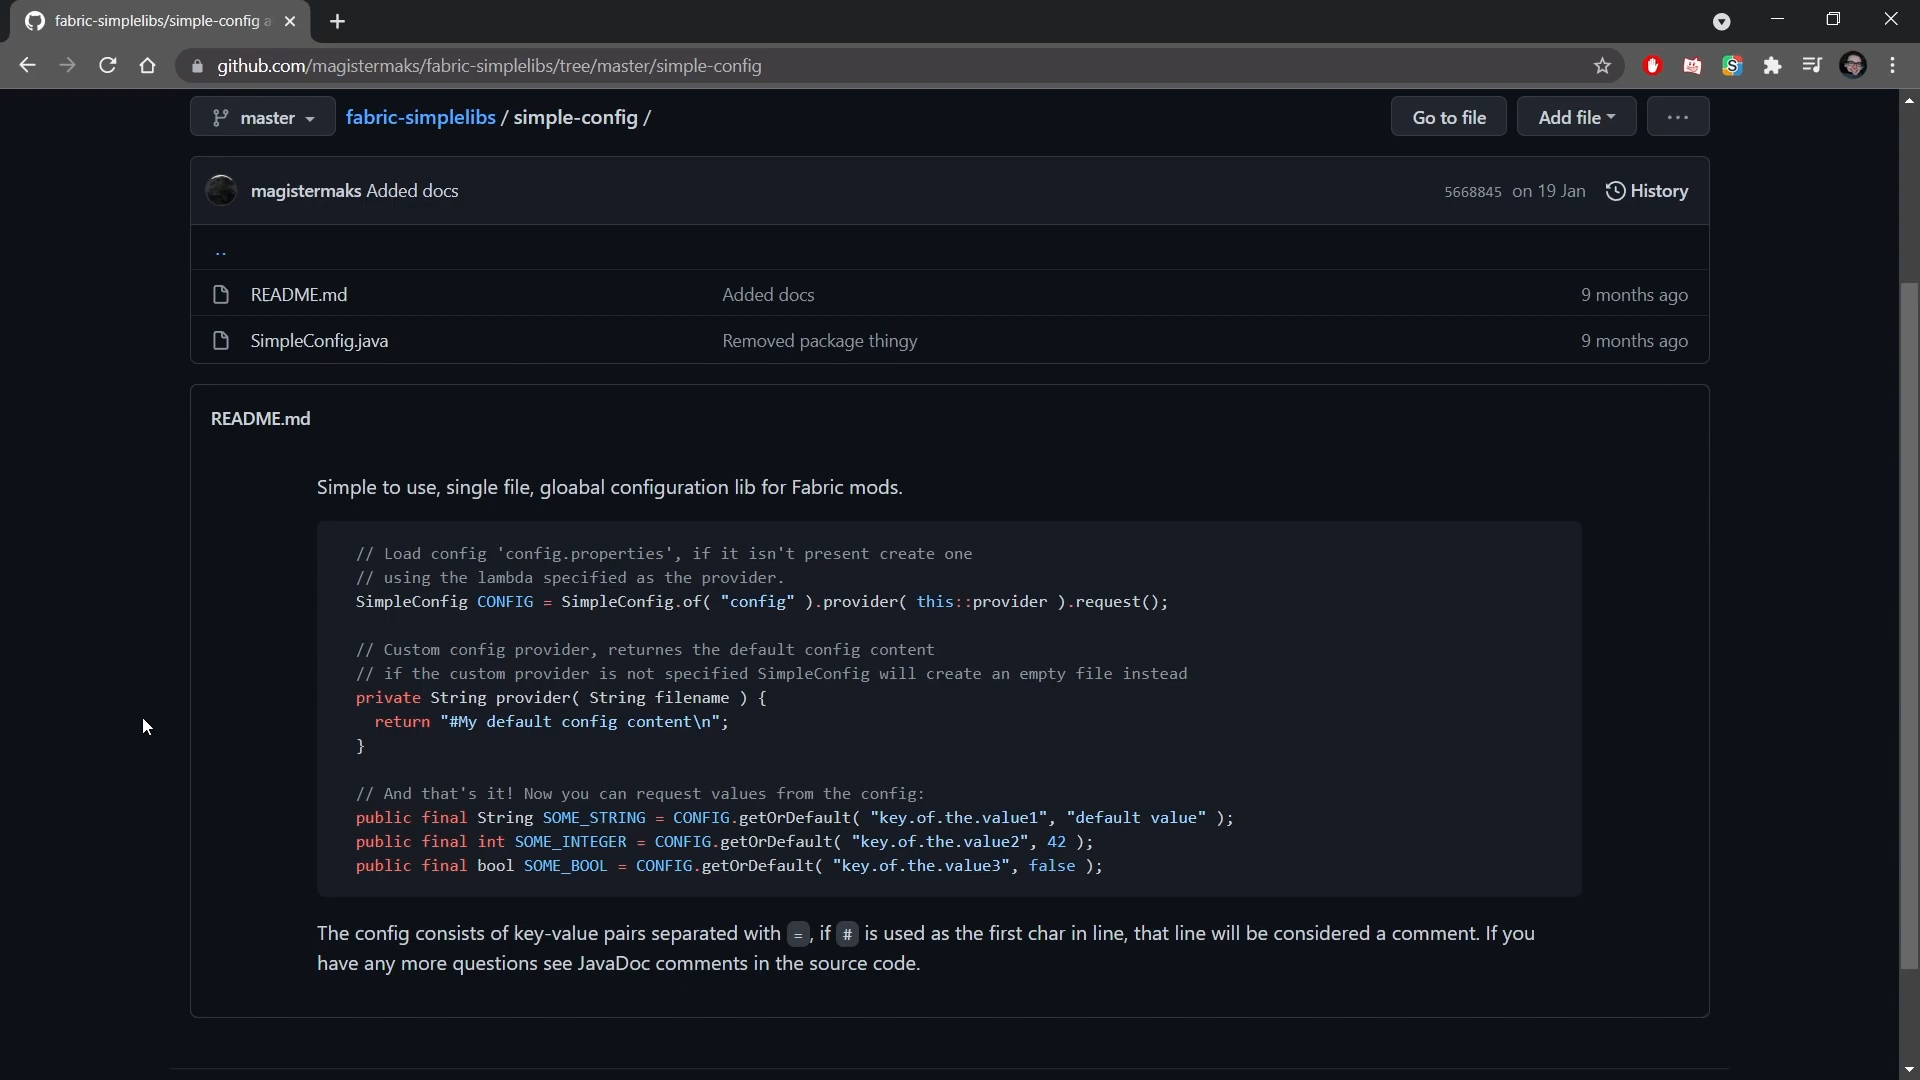 fabric-simplelibs/simple-config a
github.com/magistermaks/fabric-simplelibs/tree/master/simple-config
master
fabric-simplelibs / simple-config /
Go to file
Add file
magistermaks Added docs
5668845 on 19 Jan
History
..
README.md Added docs 9 months ago
SimpleConfig.java Removed package thingy 9 months ago
README.md
Simple to use, single file, gloabal configuration lib for Fabric mods.
// Load config 'config.properties', if it isn't present create one
// using the lambda specified as the provider.
SimpleConfig CONFIG = SimpleConfig.of( "config" ).provider( this::provider ).request();
// Custom config provider, returnes the default config content
// if the custom provider is not specified SimpleConfig will create an empty file instead
private String provider( String filename ) {
return "#My default config content\n";
}
// And that's it! Now you can request values from the config:
public final String SOME_STRING = CONFIG.getOrDefault( "key.of.the.value1", "default value" );
public final int SOME_INTEGER = CONFIG.getOrDefault( "key.of.the.value2", 42 );
public final bool SOME_BOOL = CONFIG.getOrDefault( "key.of.the.value3", false );
The config consists of key-value pairs separated with =, if # is used as the first char in line, that line will be considered a comment. If you
have any more questions see JavaDoc comments in the source code.